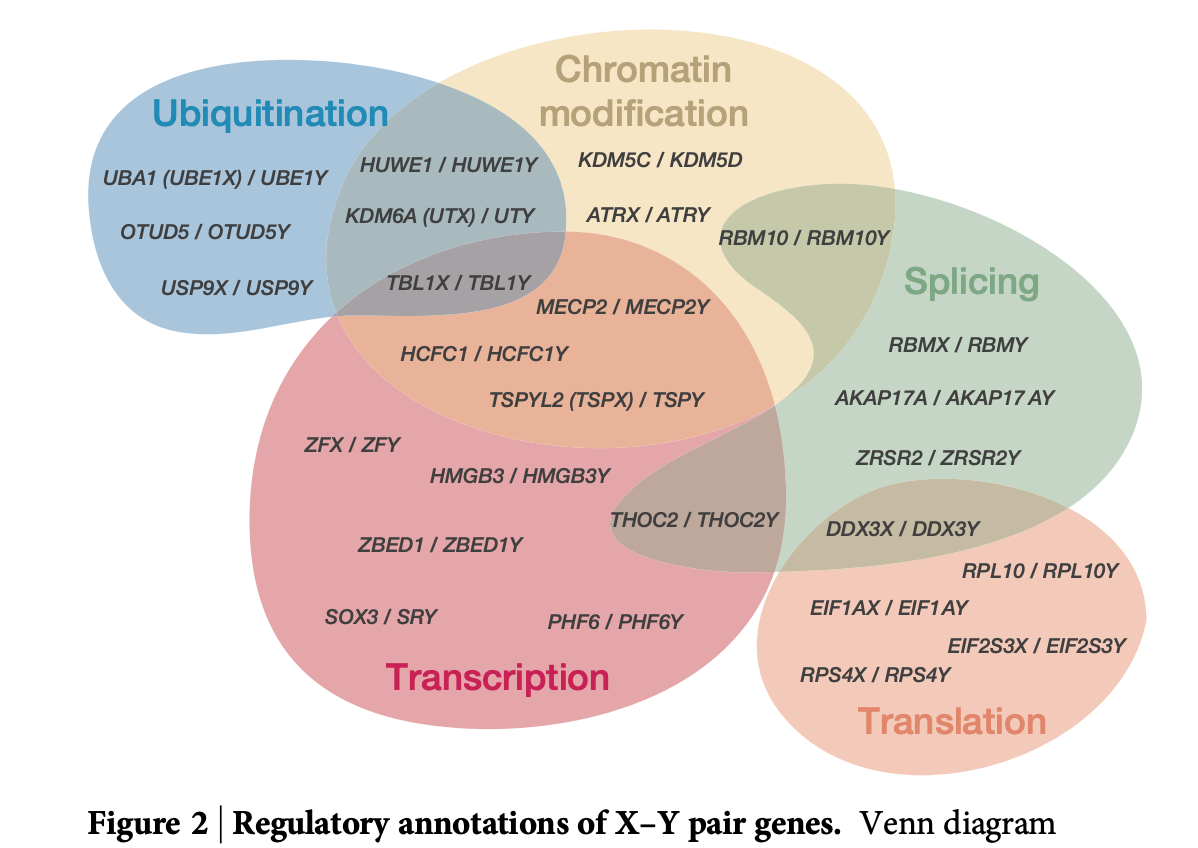 Ubiquitination
UBA1 (UBE1X) / UBE1Y
OTUD5 / OTUD5Y
USP9X / USP9Y
HUWE1 / HUWE1Y
KDM6A (UTX) / UTY
TBL1X / TBL1Y
Chromatin
modification
KDM5C / KDM5D
ATRX / ATRY
RBM10 / RBM10Y
MECP2 / MECP2Y
HCFC1 / HCFC1Y
TSPYL2 (TSPX) / TSPY
Splicing
RBMX / RBMY
AKAP17A / AKAP17AY
ZRSR2 / ZRSR2Y
ZFX / ZFY
HMGB3 / HMGB3Y
THOC2 / THOC2Y
ZBED1 / ZBED1Y
SOX3 / SRY
PHF6 / PHF6Y
Transcription
DDX3X / DDX3Y
RPL10 / RPL10Y
EIF1AX / EIF1AY
EIF2S3X / EIF2S3Y
RPS4X / RPS4Y
Translation
Figure 2 | Regulatory annotations of X–Y pair genes. Venn diagram